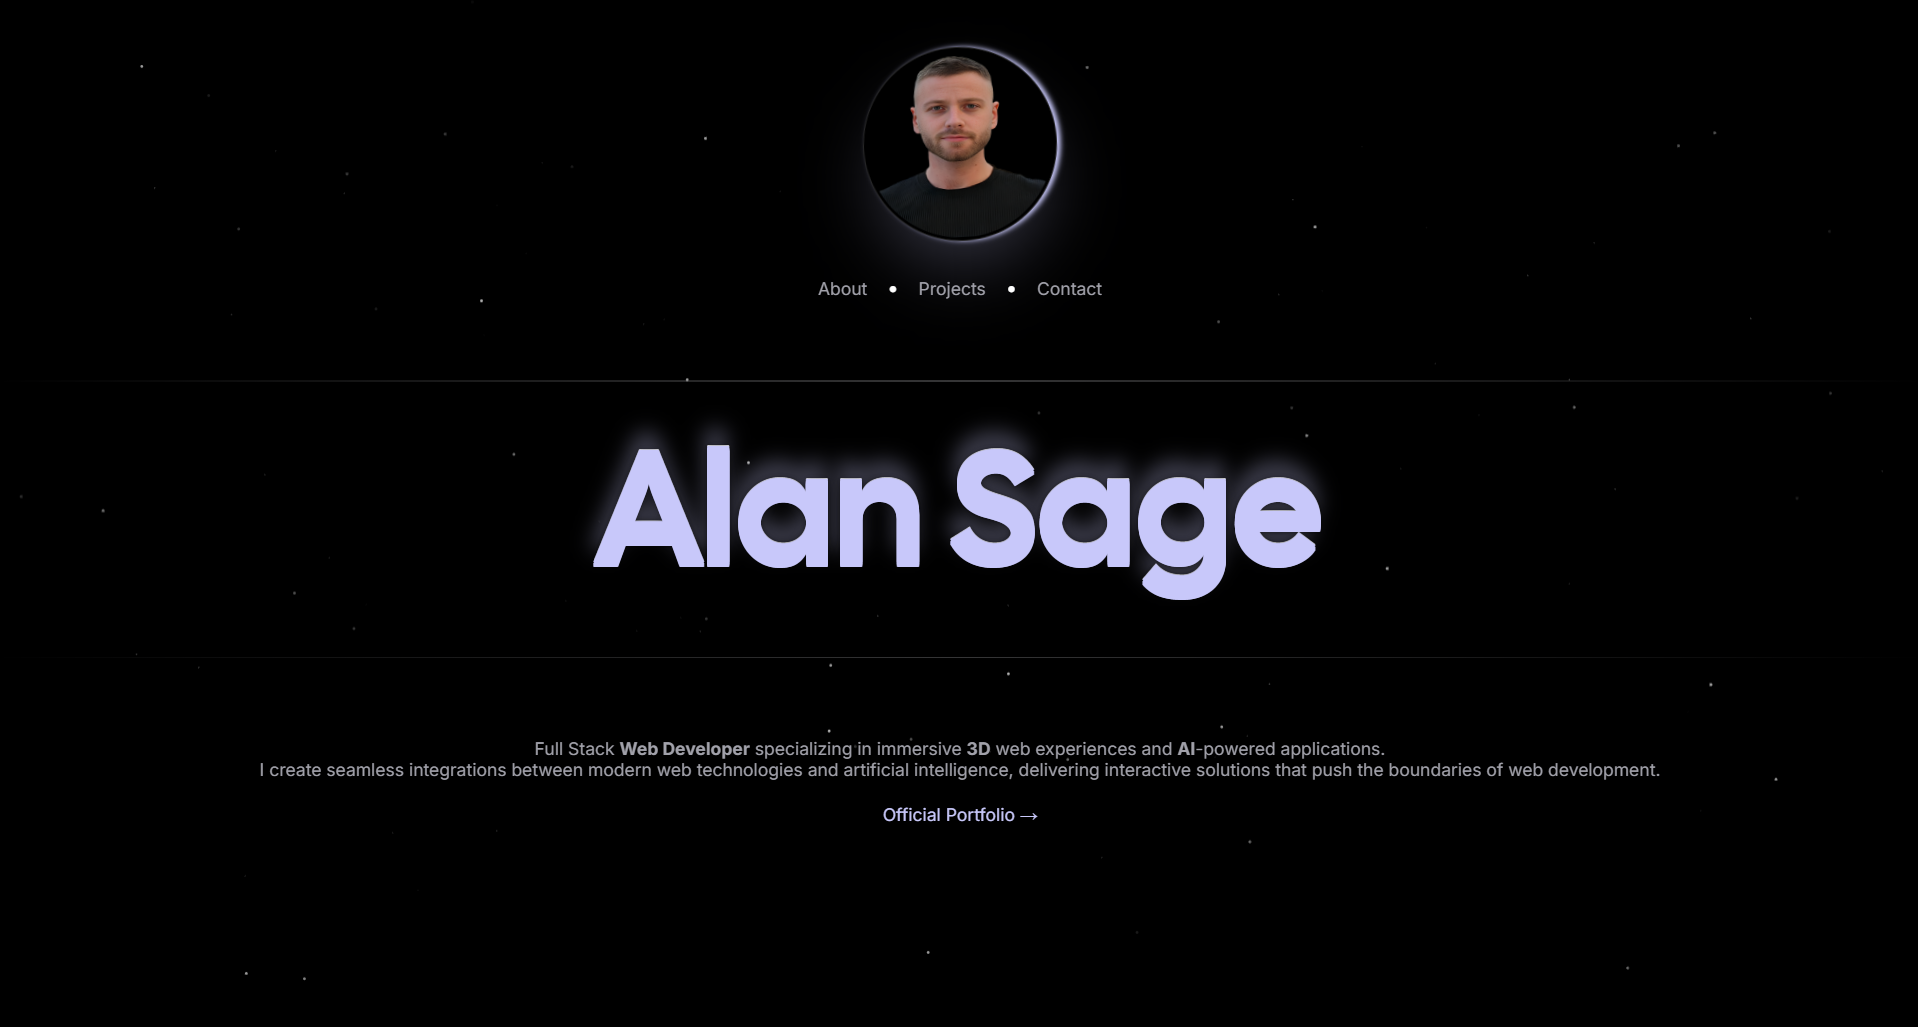 About • Projects • Contact
Alan Sage
Full Stack Web Developer specializing in immersive 3D web experiences and AI-powered applications.
I create seamless integrations between modern web technologies and artificial intelligence, delivering interactive solutions that push the boundaries of web development.
Official Portfolio →